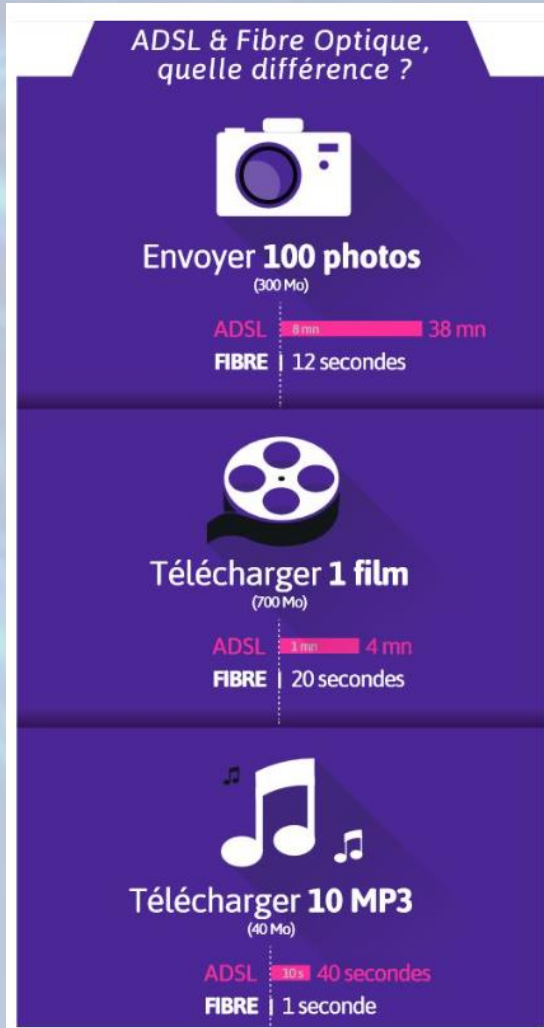 ADSL & Fibre Optique,
quelle différence ?
Envoyer 100 photos
(300 Mo)
ADSL 8 mn 38 mn
FIBRE 12 secondes
Télécharger 1 film
(700 Mo)
ADSL 1 mn 4 mn
FIBRE 20 secondes
Télécharger 10 MP3
(40 Mo)
ADSL 10 s 40 secondes
FIBRE 1 seconde